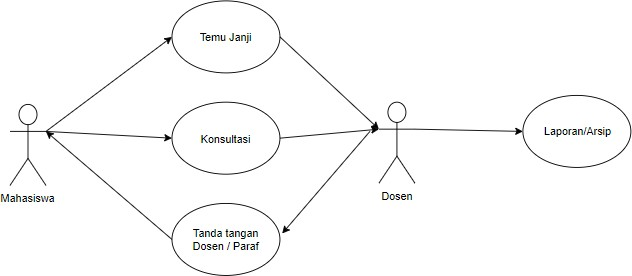 Temu Janji
Konsultasi
Laporan/Arsip
Mahasiswa
Dosen
Tanda tangan
Dosen / Paraf